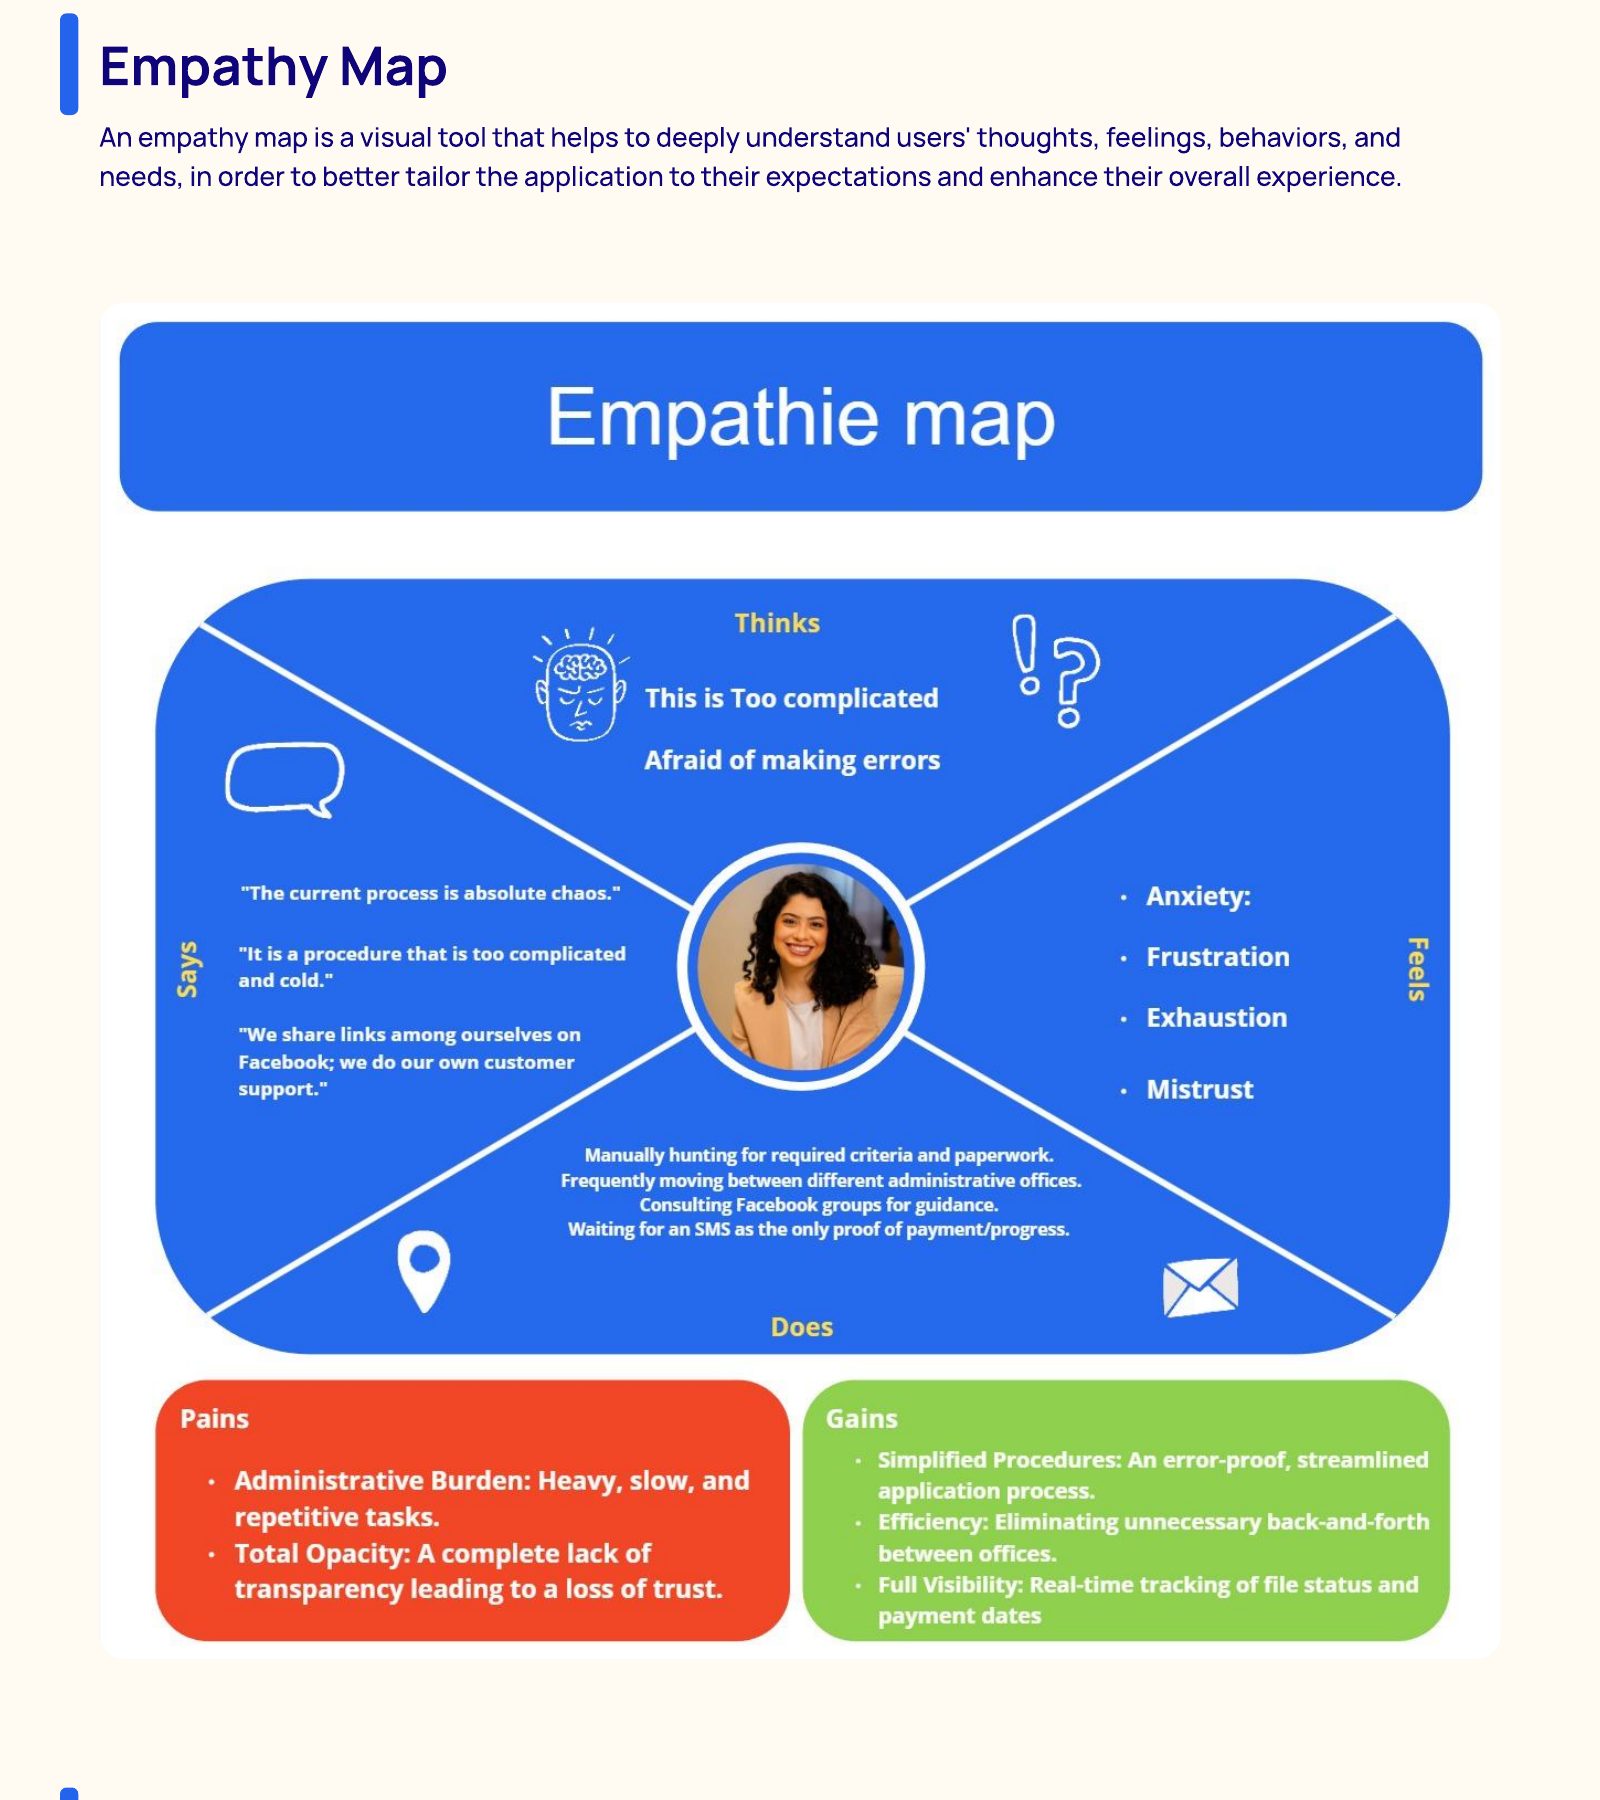 Empathy Map
An empathy map is a visual tool that helps to deeply understand users' thoughts, feelings, behaviors, and
needs, in order to better tailor the application to their expectations and enhance their overall experience.
Empathie map
Thinks
This is Too complicated
Afraid of making errors
Says
"The current process is absolute chaos."
"It is a procedure that is too complicated
and cold."
"We share links among ourselves on
Facebook; we do our own customer
support."
Feels
• Anxiety:
• Frustration
• Exhaustion
• Mistrust
Manually hunting for required criteria and paperwork.
Frequently moving between different administrative offices.
Consulting Facebook groups for guidance.
Waiting for an SMS as the only proof of payment/progress.
Does
Pains
• Administrative Burden: Heavy, slow, and
repetitive tasks.
• Total Opacity: A complete lack of
transparency leading to a loss of trust.
Gains
• Simplified Procedures: An error-proof, streamlined
application process.
• Efficiency: Eliminating unnecessary back-and-forth
between offices.
• Full Visibility: Real-time tracking of file status and
payment dates